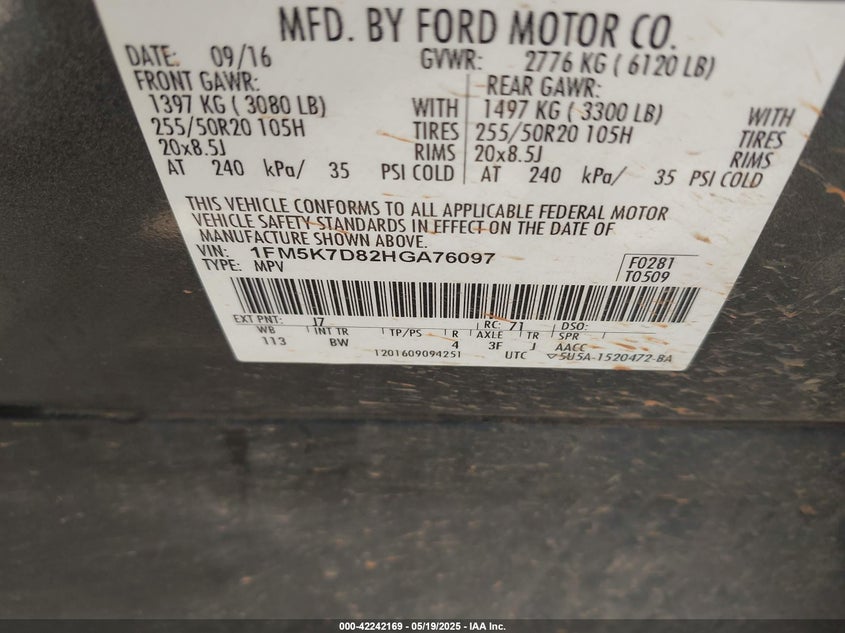 MFD. BY FORD MOTOR CO.
DATE: 09/16 GVWR: 2776 KG ( 6120 LB)
FRONT GAWR: REAR GAWR:
1397 KG ( 3080 LB) WITH 1497 KG ( 3300 LB) WITH
255/50R20 105H TIRES 255/50R20 105H TIRES
20x8.5J RIMS 20x8.5J RIMS
AT 240 kPa/ 35 PSI COLD AT 240 kPa/ 35 PSI COLD
THIS VEHICLE CONFORMS TO ALL APPLICABLE FEDERAL MOTOR
VEHICLE SAFETY STANDARDS IN EFFECT ON THE DATE OF
MANUFACTURE SHOWN ABOVE.
VIN: 1FM5K7D82HGA76097 F0281
TYPE: MPV T0509
EXT PNT: J7 RC: 71 DSO:
WB INT TR TP/PS R AXLE TR SPR
113 BW 4 3F J AACC
1201609094251 UTC ▽5U5A-1520472-BA
000-42242169 - 05/19/2025 - IAA Inc.